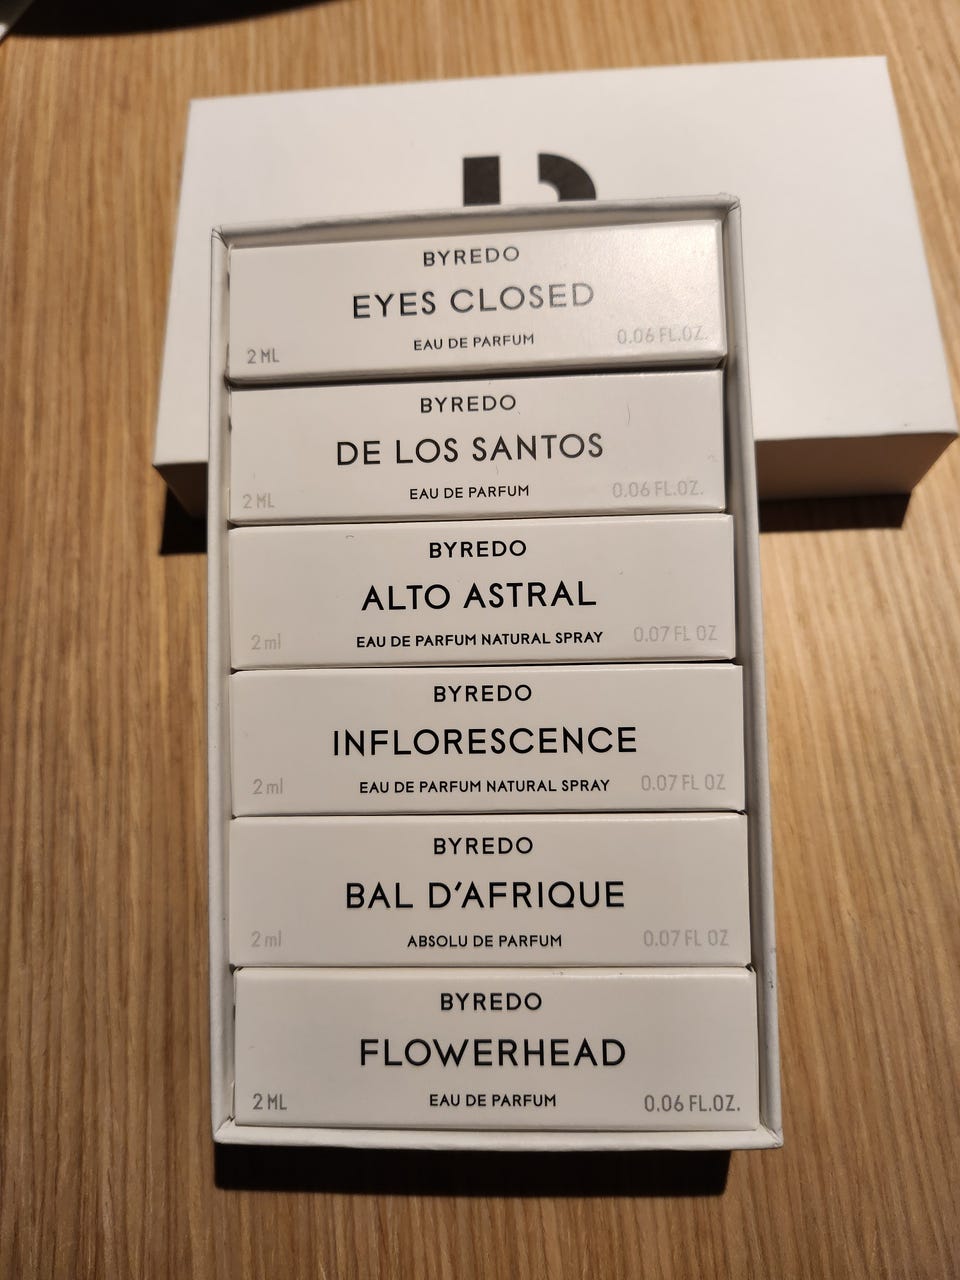 BYREDO
EYES CLOSED
2 ML EAU DE PARFUM 0.06 FL.OZ.
BYREDO
DE LOS SANTOS
2 ML EAU DE PARFUM 0.06 FL.OZ.
BYREDO
ALTO ASTRAL
2 ml EAU DE PARFUM NATURAL SPRAY 0.07 FL OZ
BYREDO
INFLORESCENCE
2 ml EAU DE PARFUM NATURAL SPRAY 0.07 FL OZ
BYREDO
BAL D'AFRIQUE
2 ml ABSOLU DE PARFUM 0.07 FL OZ
BYREDO
FLOWERHEAD
2 ML EAU DE PARFUM 0.06 FL.OZ.